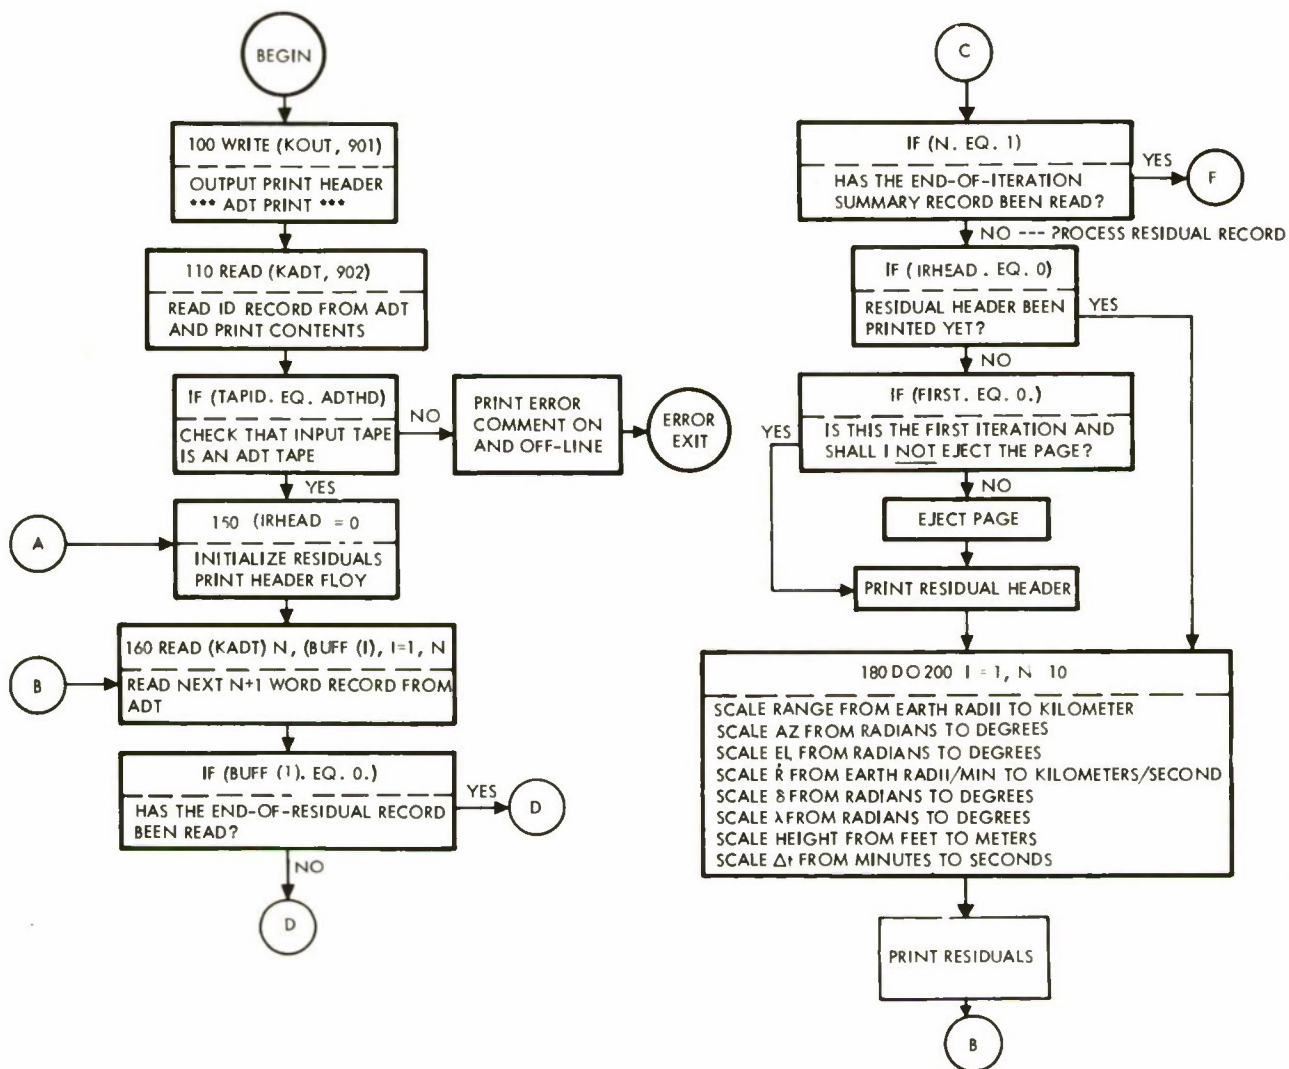 BEGIN
100 WRITE (KOUT, 901)
OUTPUT PRINT HEADER
*** ADT PRINT ***
110 READ (KADT, 902)
READ ID RECORD FROM ADT
AND PRINT CONTENTS
IF (TAPID. EQ. ADTHD)
CHECK THAT INPUT TAPE
IS AN ADT TAPE
NO
PRINT ERROR
COMMENT ON
AND OFF-LINE
ERROR
EXIT
YES
A
150 (IRHEAD = 0
INITIALIZE RESIDUALS
PRINT HEADER FLOY
B
160 READ (KADT) N, (BUFF (I), I=1, N
READ NEXT N+1 WORD RECORD FROM
ADT
IF (BUFF (1). EQ. 0.)
HAS THE END-OF-RESIDUAL RECORD
BEEN READ?
YES
D
NO
D
C
IF (N. EQ. 1)
HAS THE END-OF-ITERATION
SUMMARY RECORD BEEN READ?
YES
F
NO --- PROCESS RESIDUAL RECORD
IF (IRHEAD . EQ. 0)
RESIDUAL HEADER BEEN
PRINTED YET?
YES
NO
IF (FIRST. EQ. 0.)
IS THIS THE FIRST ITERATION AND
SHALL I NOT EJECT THE PAGE?
YES
NO
EJECT PAGE
PRINT RESIDUAL HEADER
180 DO 200 I = 1, N 10
SCALE RANGE FROM EARTH RADII TO KILOMETER
SCALE AZ FROM RADIANS TO DEGREES
SCALE EL FROM RADIANS TO DEGREES
SCALE Ṙ FROM EARTH RADII/MIN TO KILOMETERS/SECOND
SCALE δ FROM RADIANS TO DEGREES
SCALE λ FROM RADIANS TO DEGREES
SCALE HEIGHT FROM FEET TO METERS
SCALE Δt FROM MINUTES TO SECONDS
PRINT RESIDUALS
B